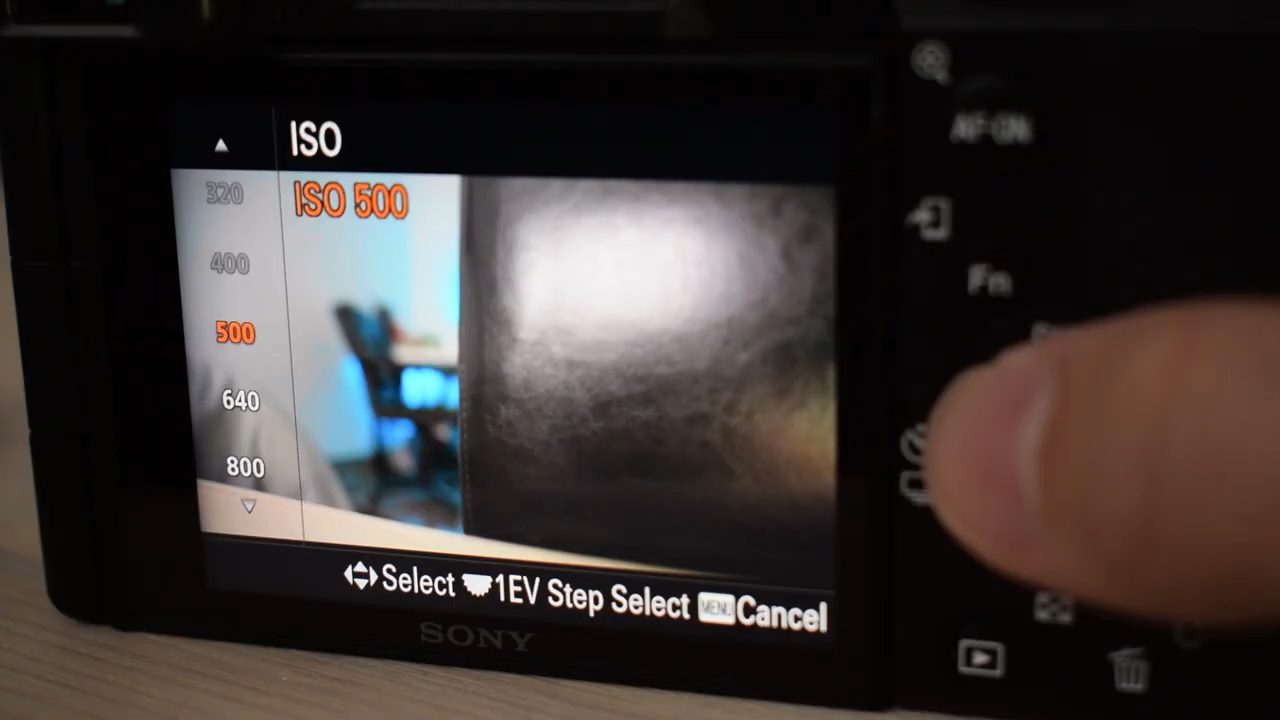 ISO
320
ISO 500
400
500
640
800
Select 1EV Step Select MENU Cancel
SONY
AF-ON
Fn
C